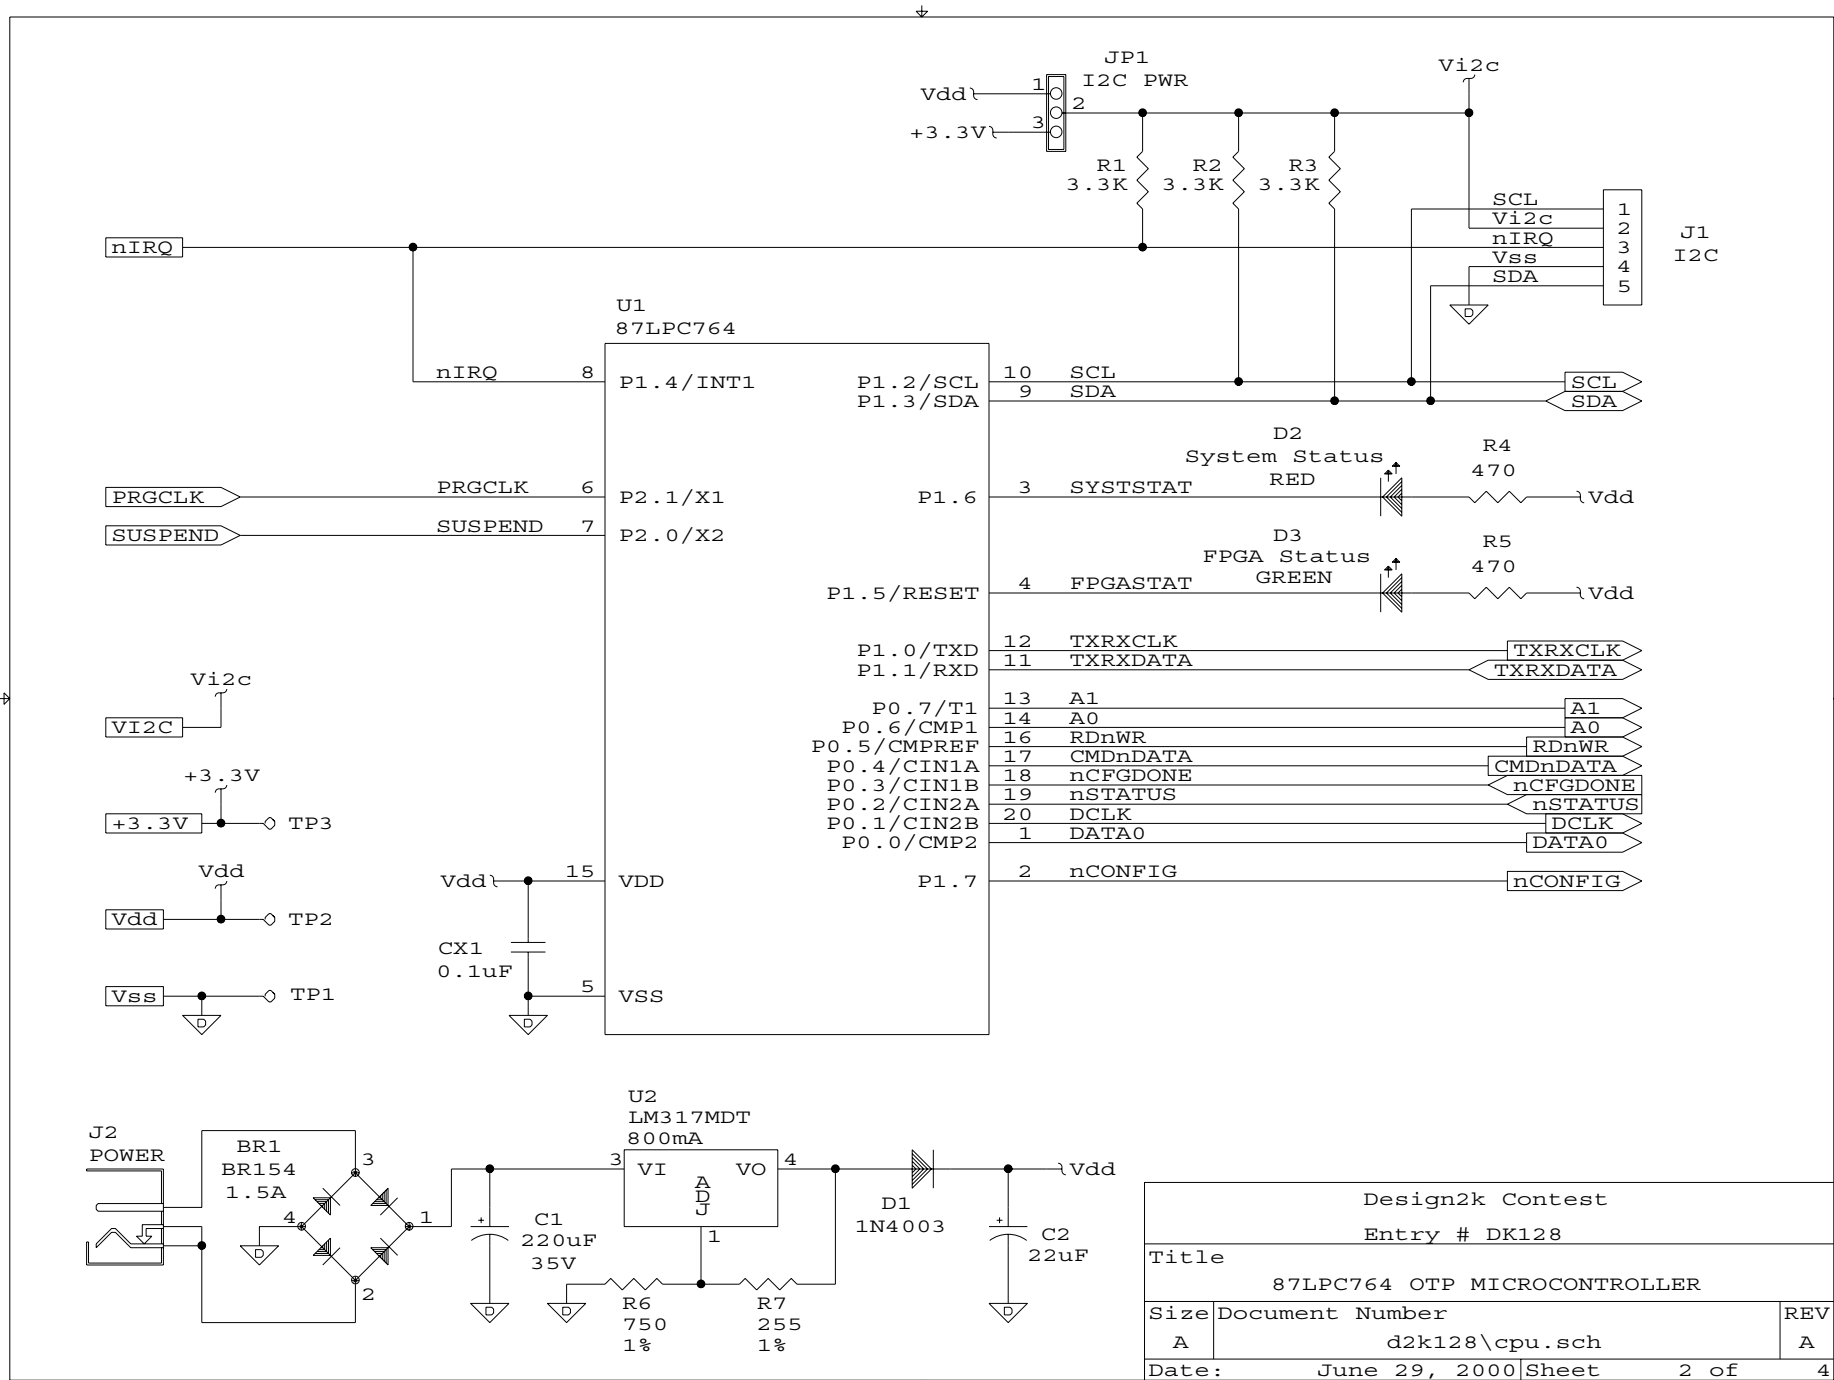 JP1
I2C PWR
Vi2c
Vdd
1
2
+3.3V
3
R1
3.3K
R2
3.3K
R3
3.3K
SCL
1
Vi2c
2
nIRQ
3
Vss
4
SDA
5
J1
I2C
D
nIRQ
U1
87LPC764
nIRQ
8
P1.4/INT1
P1.2/SCL
10
SCL
SCL
P1.3/SDA
9
SDA
SDA
D2
System Status
RED
R4
470
PRGCLK
PRGCLK
6
P2.1/X1
P1.6
3
SYSTSTAT
Vdd
SUSPEND
SUSPEND
7
P2.0/X2
D3
FPGA Status
GREEN
R5
470
P1.5/RESET
4
FPGASTAT
Vdd
P1.0/TXD
12
TXRXCLK
TXRXCLK
P1.1/RXD
11
TXRXDATA
TXRXDATA
Vi2c
VI2C
P0.7/T1
13
A1
A1
P0.6/CMP1
14
A0
A0
P0.5/CMPREF
16
RDnWR
RDnWR
P0.4/CIN1A
17
CMDnDATA
CMDnDATA
P0.3/CIN1B
18
nCFGDONE
nCFGDONE
P0.2/CIN2A
19
nSTATUS
nSTATUS
P0.1/CIN2B
20
DCLK
DCLK
P0.0/CMP2
1
DATA0
DATA0
+3.3V
+3.3V
TP3
Vdd
15
VDD
P1.7
2
nCONFIG
nCONFIG
Vdd
Vdd
TP2
CX1
0.1uF
Vss
TP1
D
5
VSS
D
J2
POWER
BR1
BR154
1.5A
3
4
1
2
D
C1
220uF
35V
+
D
U2
LM317MDT
800mA
3
VI
VO
4
ADJ
1
D
R6
750
1%
R7
255
1%
D1
1N4003
Vdd
+
C2
22uF
D
Design2k Contest
Entry # DK128
Title
87LPC764 OTP MICROCONTROLLER
Size
Document Number
REV
A
d2k128\cpu.sch
A
Date: June 29, 2000
Sheet 2 of 4